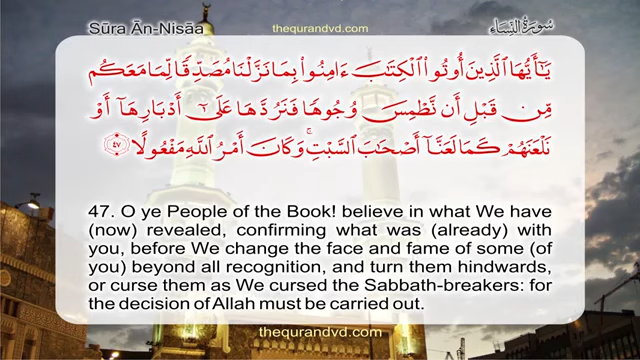 Sūra Ān-Nisāa
thequrandvd.com
سُورَةُ النِّسَاءِ
يَٰٓأَيُّهَا ٱلَّذِينَ أُوتُوا۟ ٱلْكِتَٰبَ ءَامِنُوا۟ بِمَا نَزَّلْنَا مُصَدِّقًا لِّمَا مَعَكُم
مِّن قَبْلِ أَن نَّطْمِسَ وُجُوهًا فَنَرُدَّهَا عَلَىٰٓ أَدْبَارِهَآ أَوْ
نَلْعَنَهُمْ كَمَا لَعَنَّآ أَصْحَٰبَ ٱلسَّبْتِ ۚ وَكَانَ أَمْرُ ٱللَّهِ مَفْعُولًا ٤٧
47. O ye People of the Book! believe in what We have
(now) revealed, confirming what was (already) with
you, before We change the face and fame of some (of
you) beyond all recognition, and turn them hindwards,
or curse them as We cursed the Sabbath-breakers: for
the decision of Allah must be carried out.
thequrandvd.com